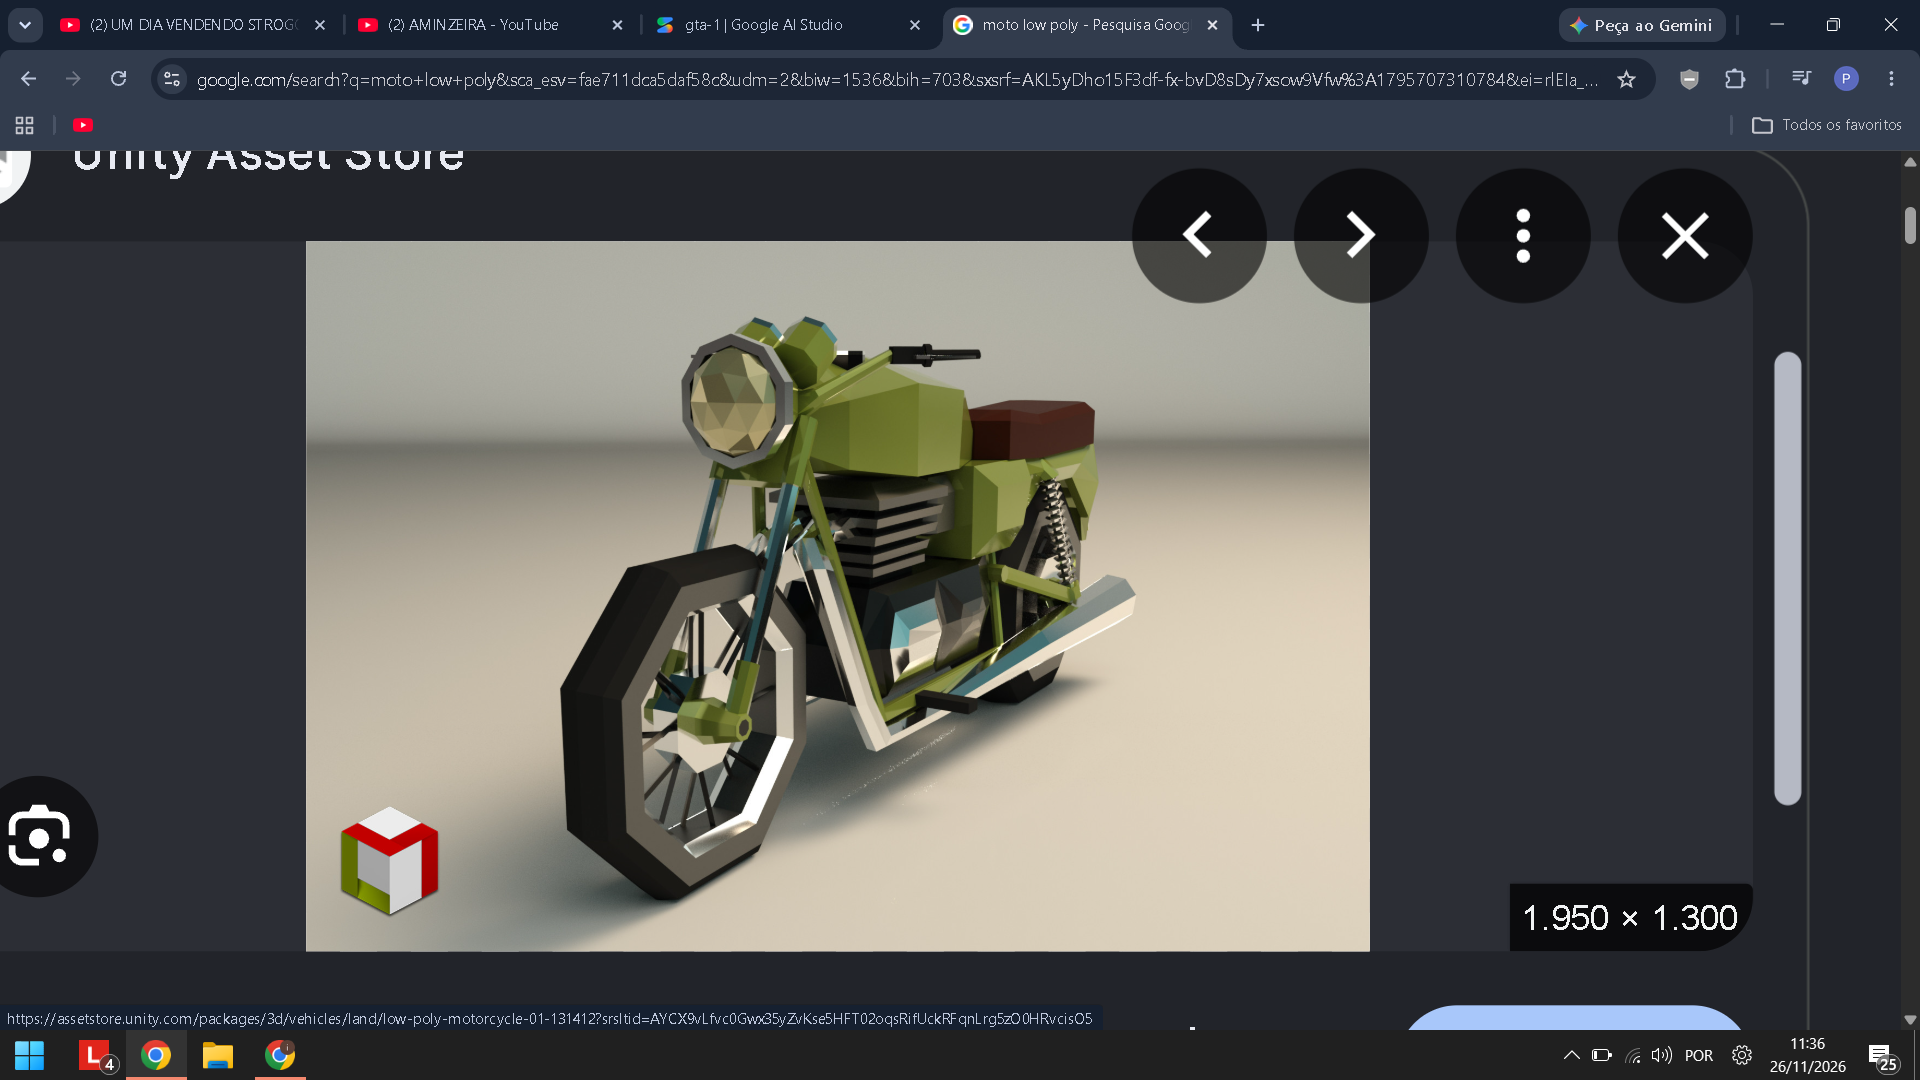 (2) UM DIA VENDENDO STROG
(2) AMINZEIRA - YouTube
gta-1 | Google AI Studio
moto low poly - Pesquisa Goog
Peça ao Gemini
google.com/search?q=moto+low+poly&sca_esv=fae711dca5daf58c&udm=2&biw=1536&bih=703&sxsrf=AKL5yDho15F3df-fx-bvD8sDy7xsow9Vfw%3A1795707310784&ei=rlEIa_...
P
Todos os favoritos
Unity Asset Store
1.950 × 1.300
https://assetstore.unity.com/packages/3d/vehicles/land/low-poly-motorcycle-01-131412?srsltid=AYCX9vLfvc0Gwx35yZvKse5HFT02oqsRifUckRFqnLrg5zO0HRvcisO5
L 4
POR
11:36
26/11/2026
25